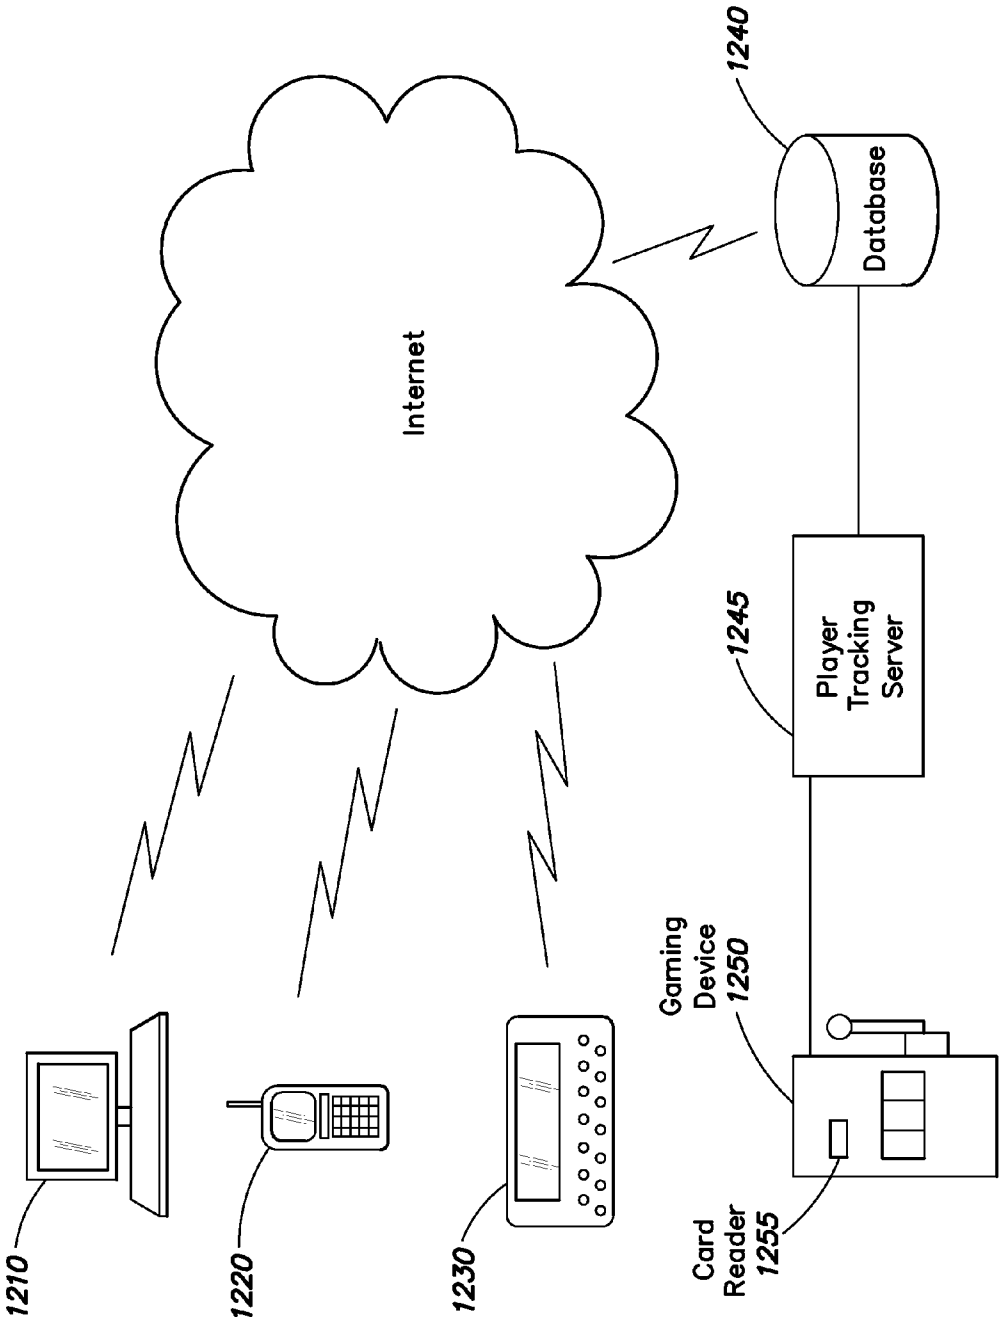 1210
1220
1230
Internet
Card
Reader
1255
Gaming
Device
1250
Player
Tracking
Server
1245
Database
1240